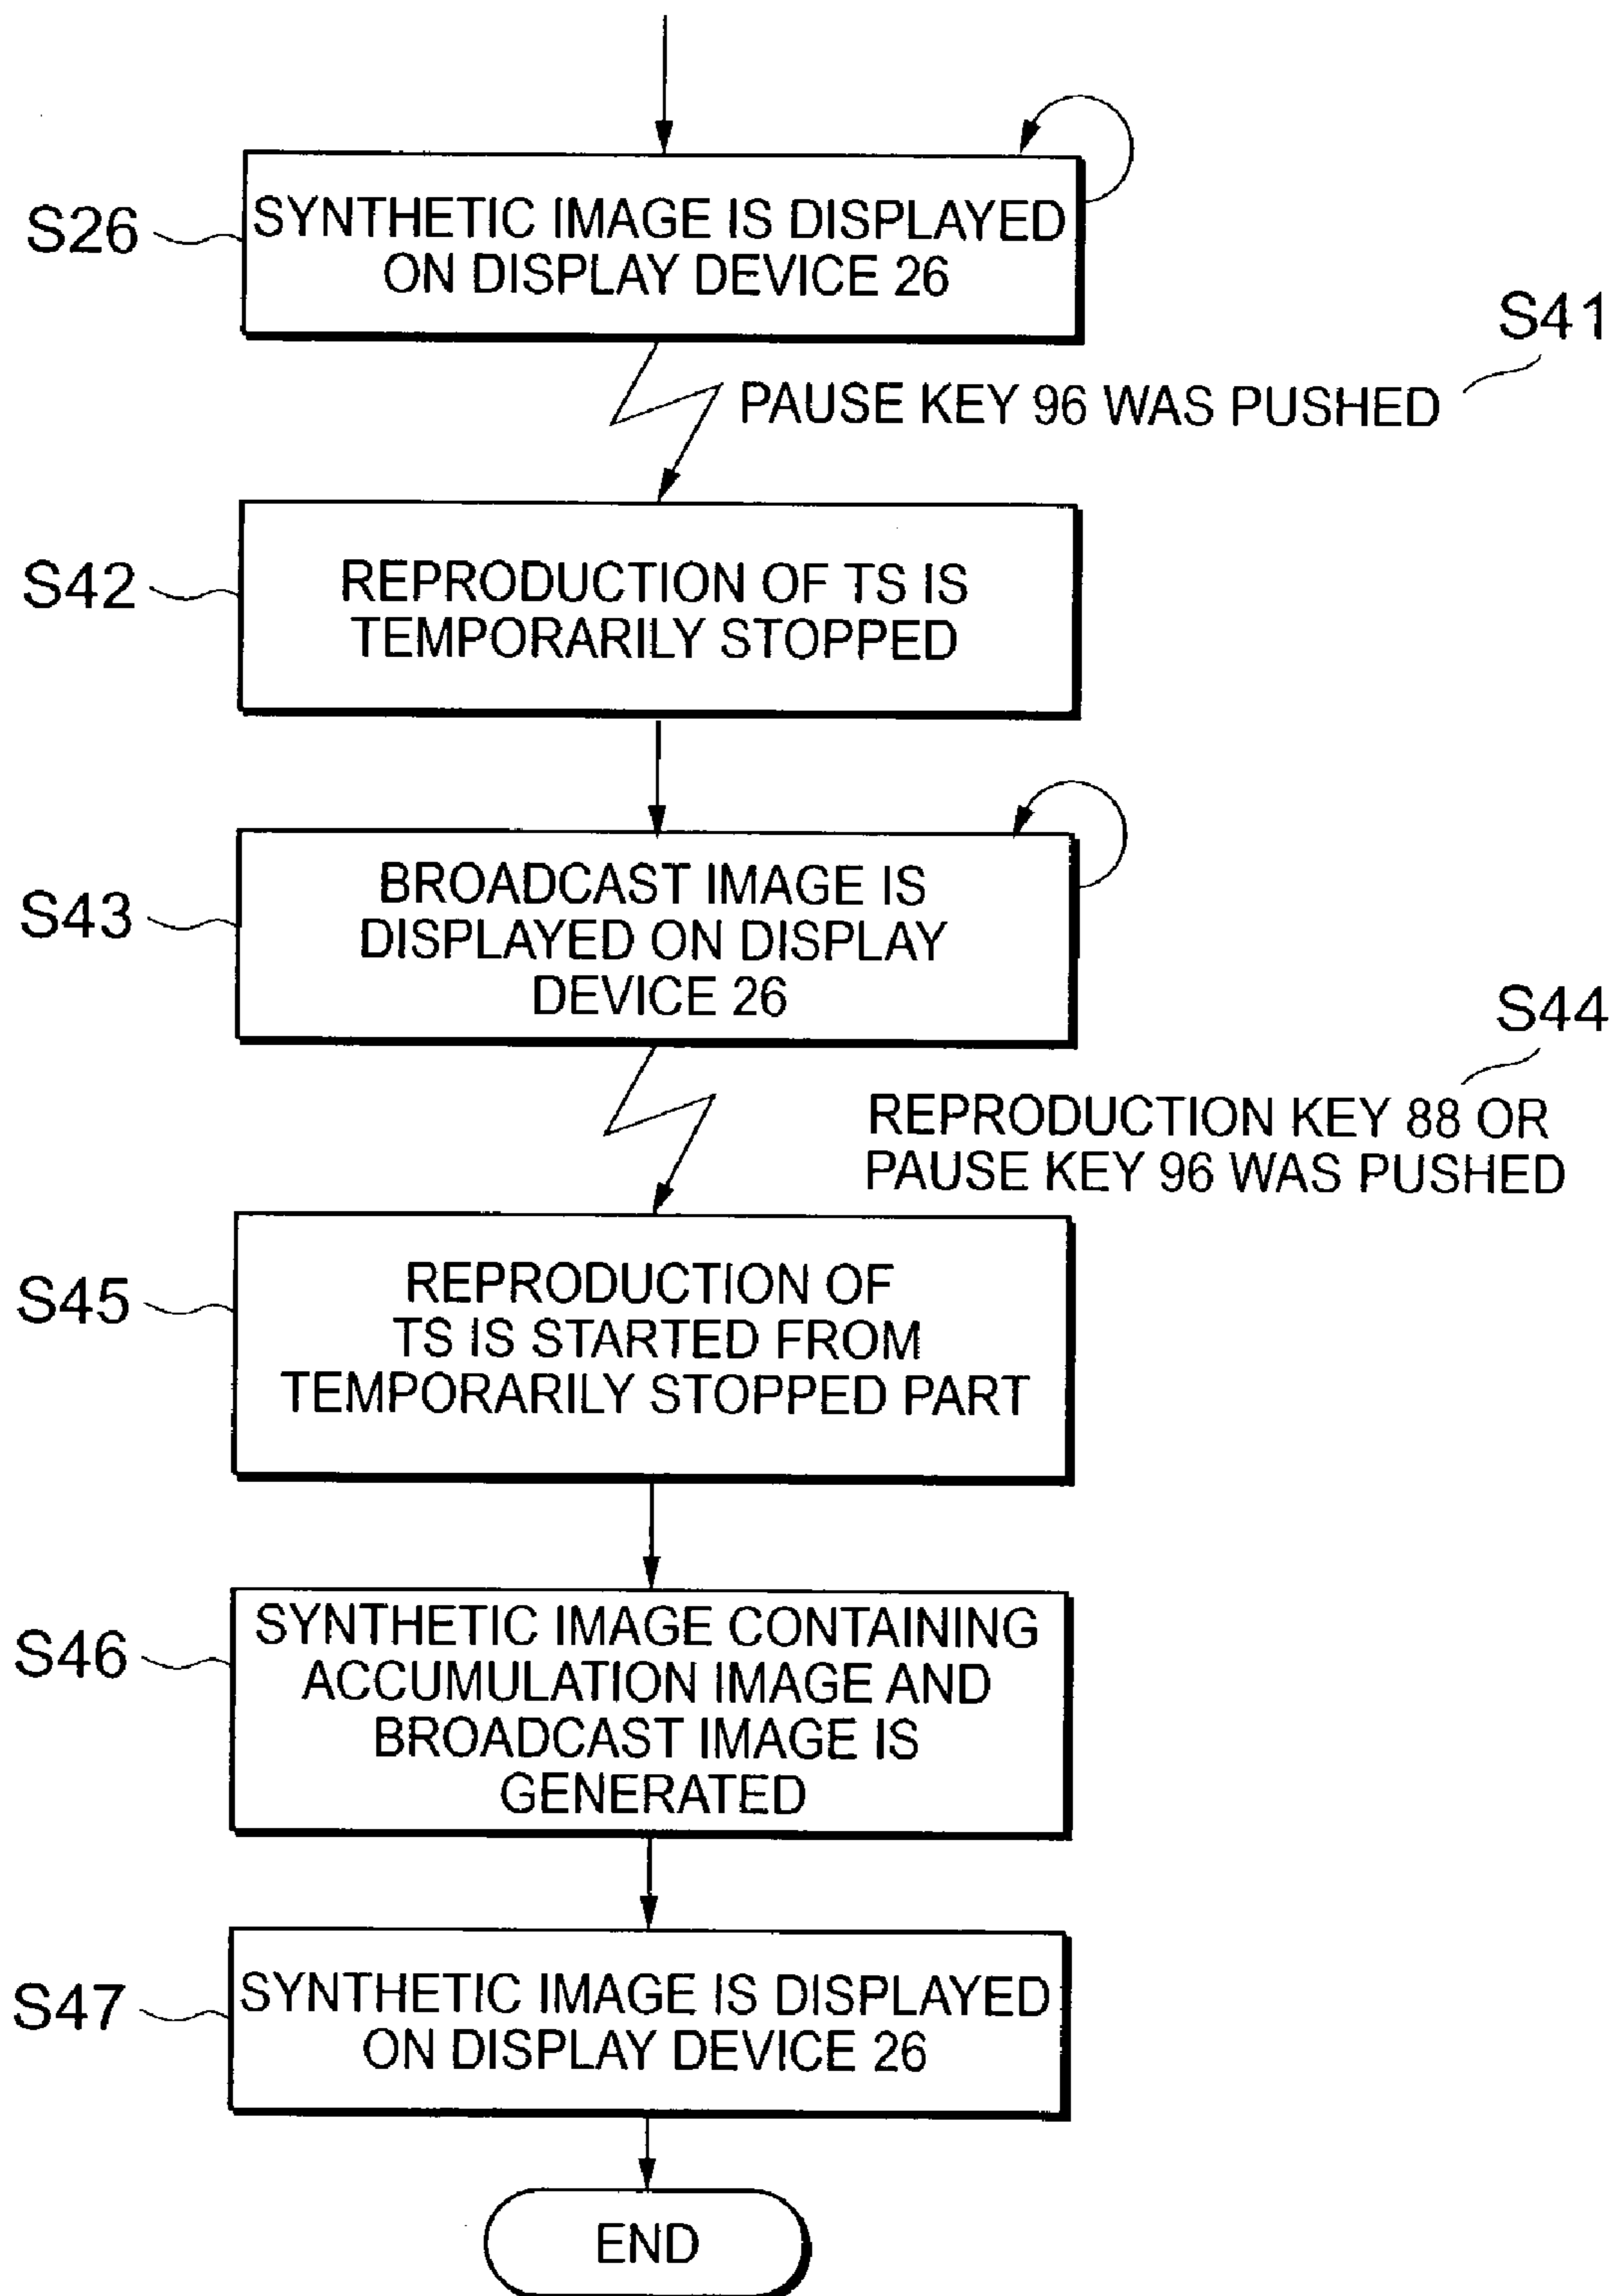 S26
SYNTHETIC IMAGE IS DISPLAYED
ON DISPLAY DEVICE 26
S41
PAUSE KEY 96 WAS PUSHED
S42
REPRODUCTION OF TS IS
TEMPORARILY STOPPED
S43
BROADCAST IMAGE IS
DISPLAYED ON DISPLAY
DEVICE 26
S44
REPRODUCTION KEY 88 OR
PAUSE KEY 96 WAS PUSHED
S45
REPRODUCTION OF
TS IS STARTED FROM
TEMPORARILY STOPPED PART
S46
SYNTHETIC IMAGE CONTAINING
ACCUMULATION IMAGE AND
BROADCAST IMAGE IS
GENERATED
S47
SYNTHETIC IMAGE IS DISPLAYED
ON DISPLAY DEVICE 26
END